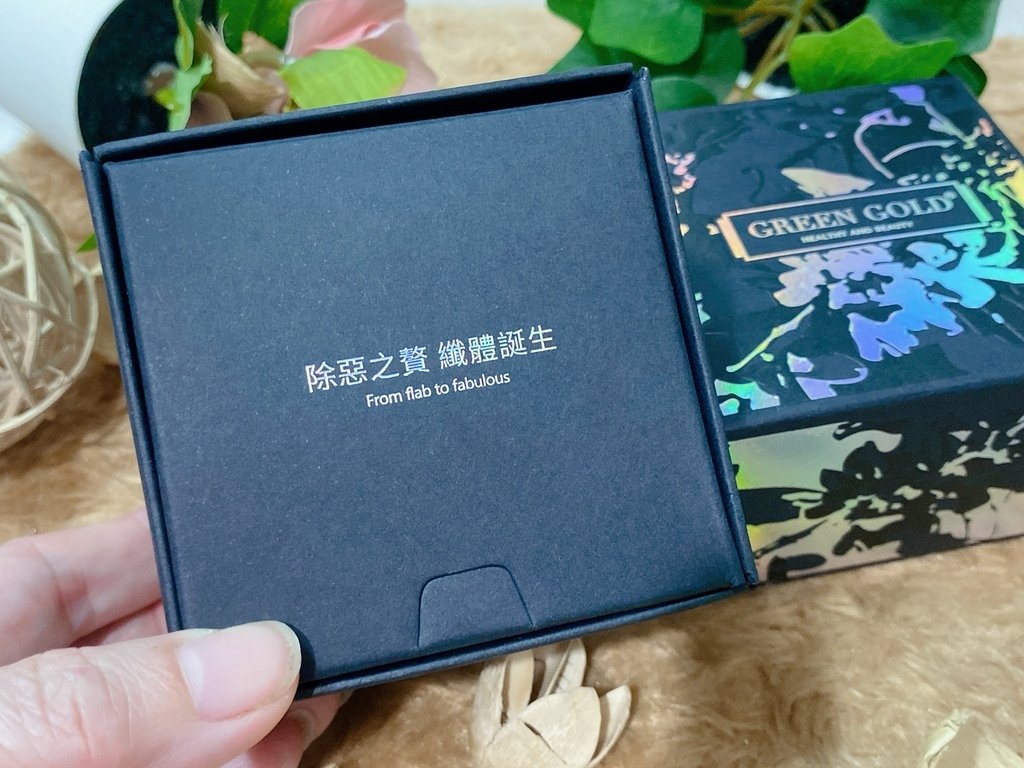 除惡之贅 纖體誕生
From flab to fabulous
GREEN GOLD®
HEALTHY AND BEAUTY